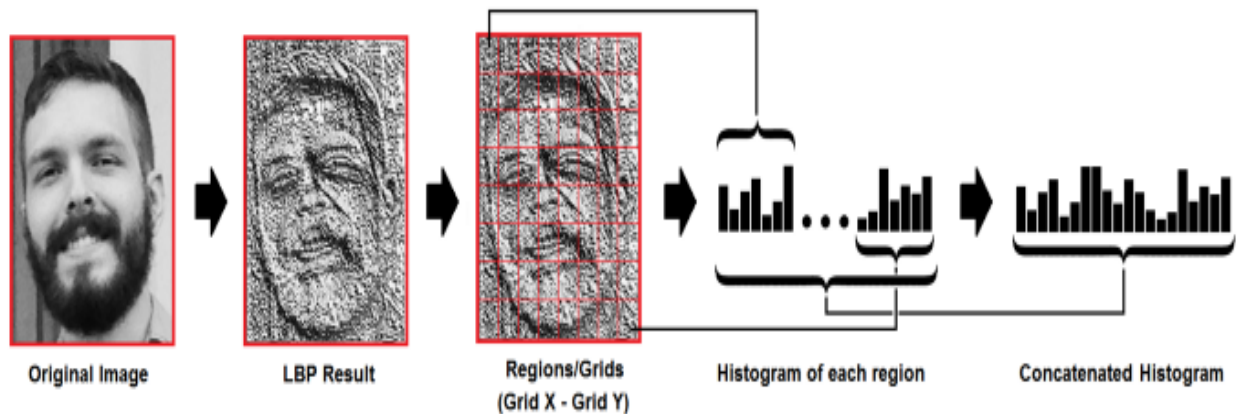 Original Image
LBP Result
Regions/Grids
(Grid X - Grid Y)
Histogram of each region
Concatenated Histogram